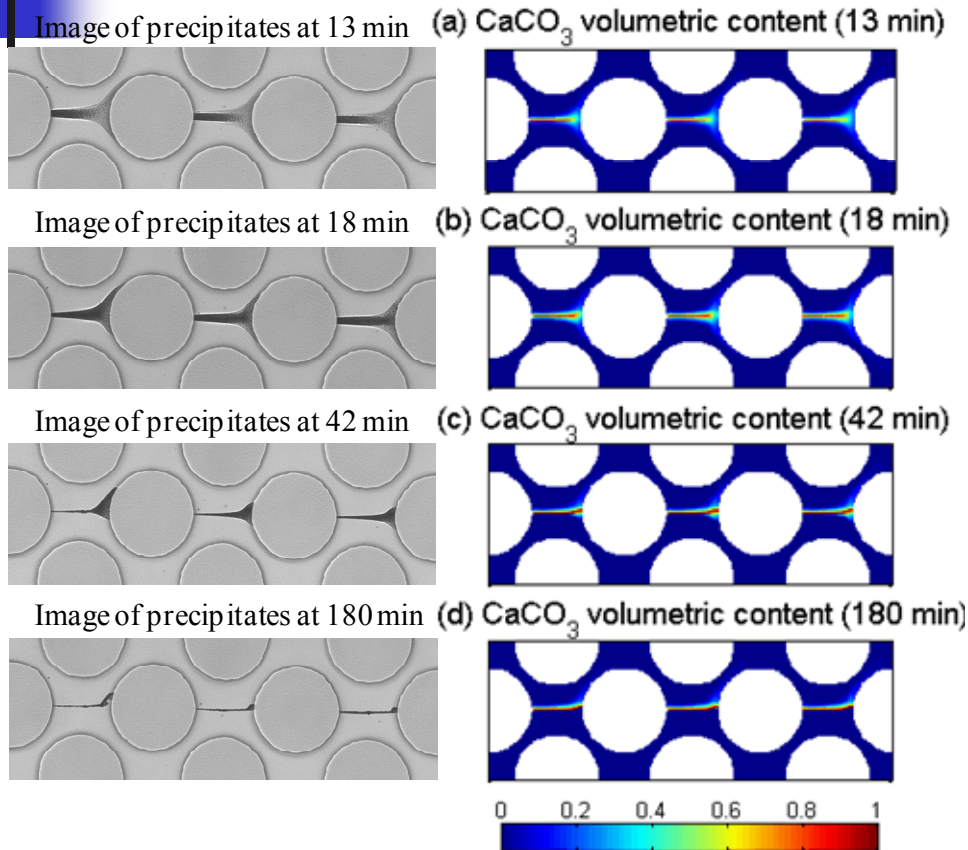 Image of precipitates at 13 min
(a) CaCO₃ volumetric content (13 min)
Image of precipitates at 18 min
(b) CaCO₃ volumetric content (18 min)
Image of precipitates at 42 min
(c) CaCO₃ volumetric content (42 min)
Image of precipitates at 180 min
(d) CaCO₃ volumetric content (180 min)
0 0.2 0.4 0.6 0.8 1